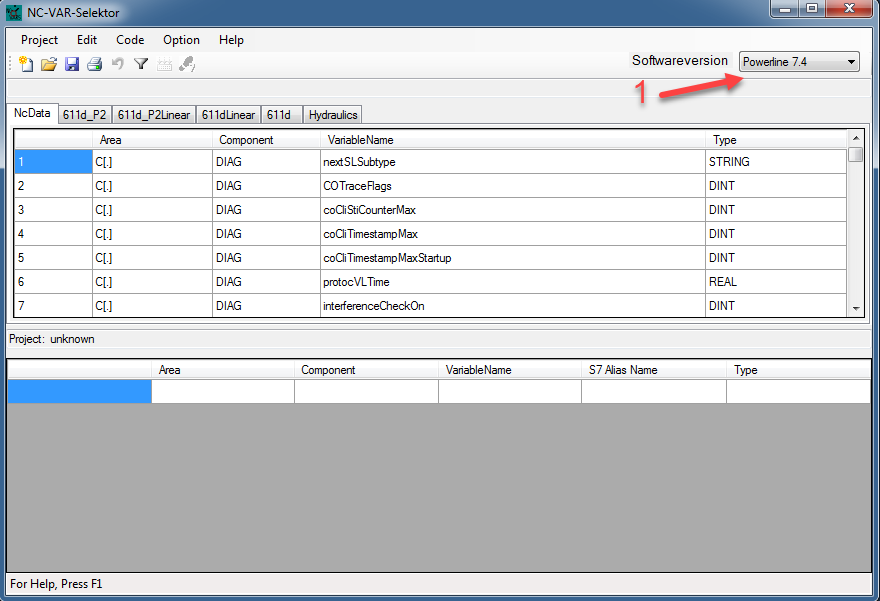 NC-VAR-Selektor
Project Edit Code Option Help
Softwareversion Powerline 7.4
1
NcData 611d_P2 611d_P2Linear 611dLinear 611d Hydraulics
Area Component VariableName Type
1 C[.] DIAG nextSLSubtype STRING
2 C[.] DIAG COTraceFlags DINT
3 C[.] DIAG coCliStiCounterMax DINT
4 C[.] DIAG coCliTimestampMax DINT
5 C[.] DIAG coCliTimestampMaxStartup DINT
6 C[.] DIAG protocVLTime REAL
7 C[.] DIAG interferenceCheckOn DINT
Project: unknown
Area Component VariableName S7 Alias Name Type
For Help, Press F1